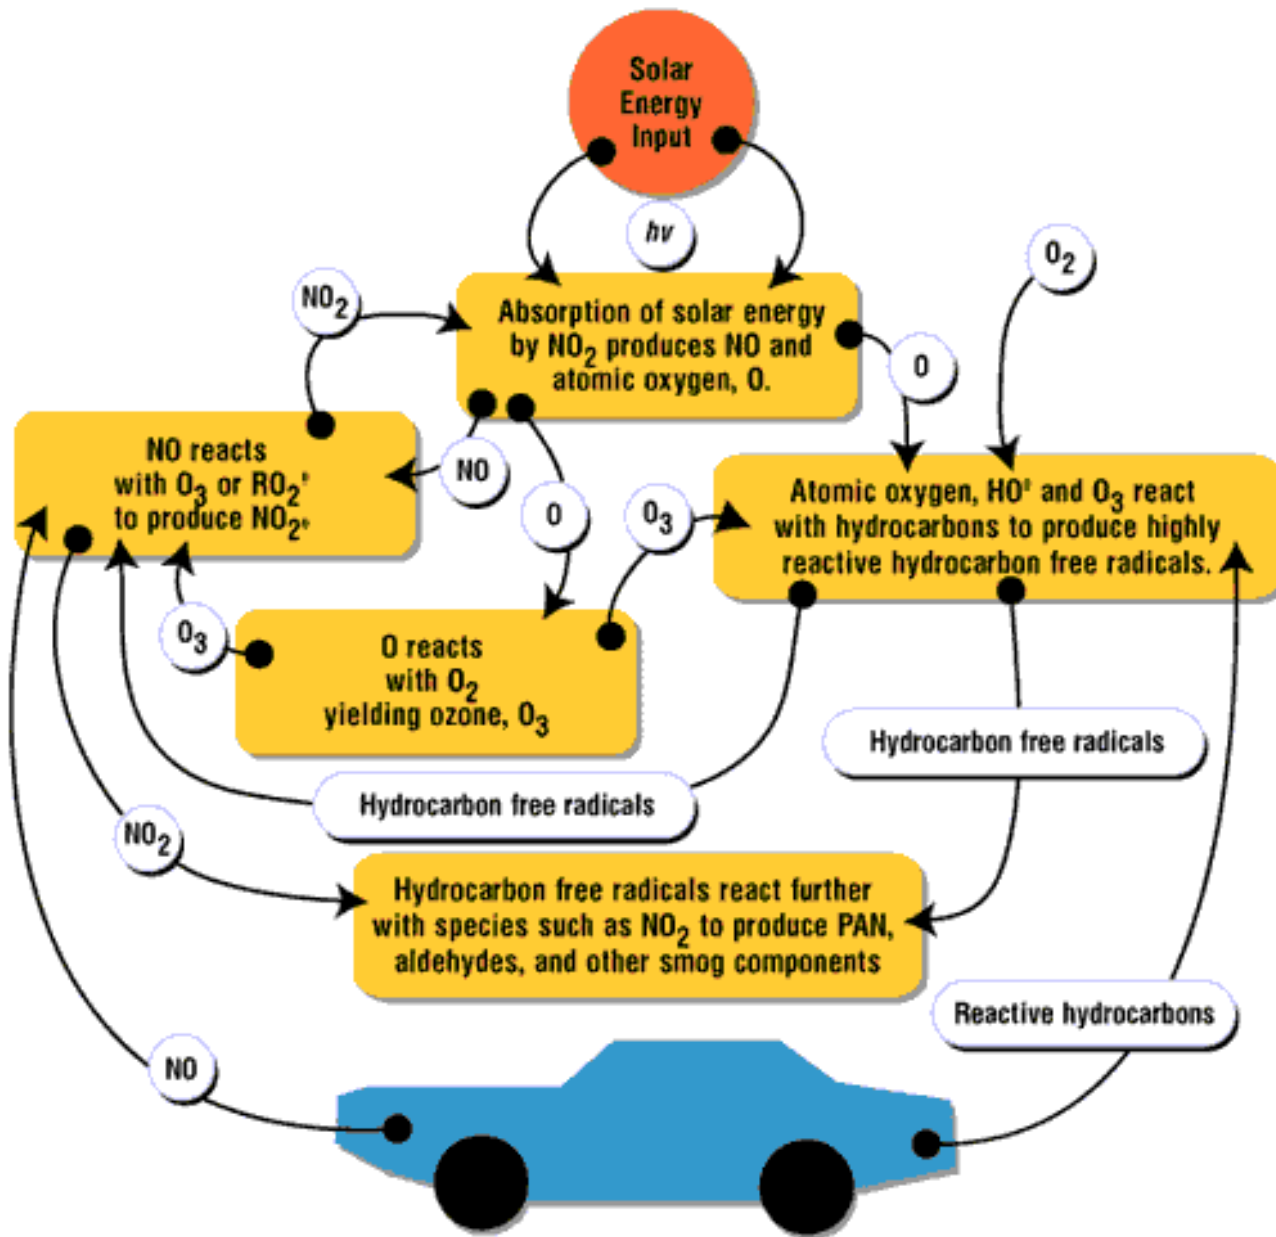 Solar
Energy
Input
hv
O₂
NO₂
Absorption of solar energy
by NO₂ produces NO and
atomic oxygen, O.
O
NO reacts
with O₃ or RO₂•
to produce NO₂•
NO
O
O₃
Atomic oxygen, HO• and O₃ react
with hydrocarbons to produce highly
reactive hydrocarbon free radicals.
O₃
O reacts
with O₂
yielding ozone, O₃
Hydrocarbon free radicals
Hydrocarbon free radicals
NO₂
Hydrocarbon free radicals react further
with species such as NO₂ to produce PAN,
aldehydes, and other smog components
Reactive hydrocarbons
NO